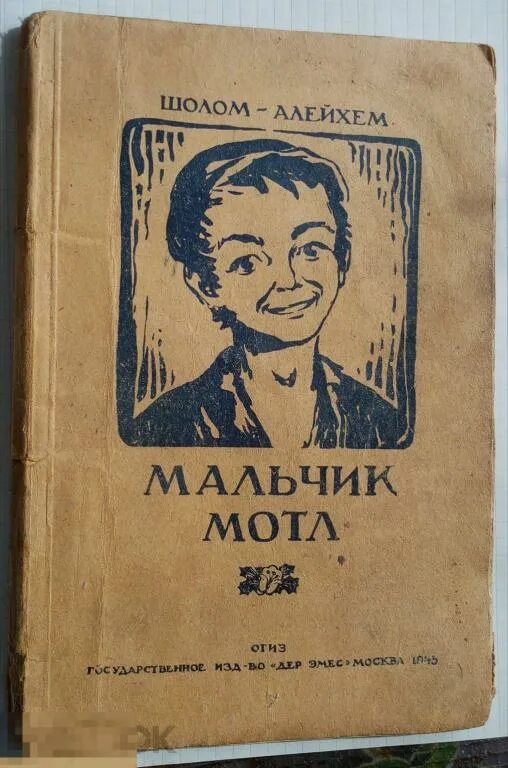 ШОЛОМ-АЛЕЙХЕМ
МАЛЬЧИК
МОТЛ
ОГИЗ
ГОСУДАРСТВЕННОЕ ИЗД-ВО «ДЕР ЭМЕС» МОСКВА 1945